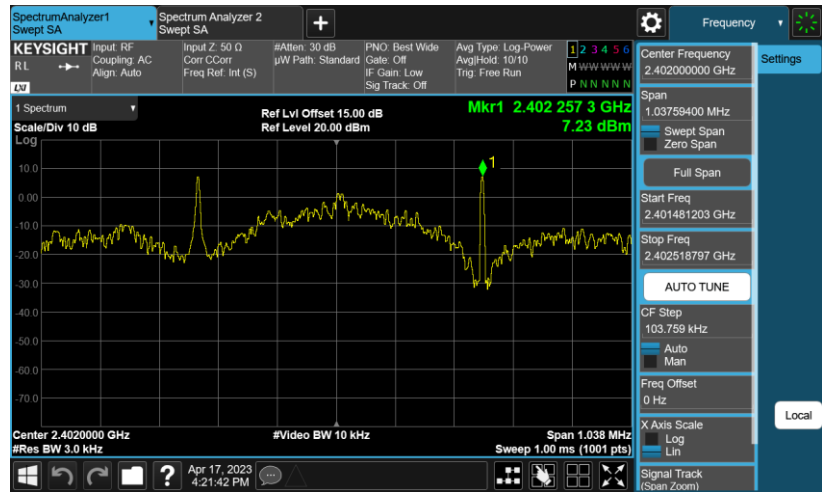 SpectrumAnalyzer1
Swept SA
Spectrum Analyzer 2
Swept SA
Frequency
KEYSIGHT
RL
LXI
Input: RF
Coupling: AC
Align: Auto
Input Z: 50 Ω
Corr CCorr
Freq Ref: Int (S)
#Atten: 30 dB
µW Path: Standard
PNO: Best Wide
Gate: Off
IF Gain: Low
Sig Track: Off
Avg Type: Log-Power
Avg|Hold: 10/10
Trig: Free Run
1 2 3 4 5 6
M W W W W W
P N N N N N
1 Spectrum
Scale/Div 10 dB
Log
Ref Lvl Offset 15.00 dB
Ref Level 20.00 dBm
Mkr1 2.402 257 3 GHz
7.23 dBm
1
10.0
0.00
-10.0
-20.0
-30.0
-40.0
-50.0
-60.0
-70.0
Center 2.4020000 GHz
#Res BW 3.0 kHz
#Video BW 10 kHz
Span 1.038 MHz
Sweep 1.00 ms (1001 pts)
Apr 17, 2023
4:21:42 PM
Center Frequency
2.402000000 GHz
Span
1.03759400 MHz
Swept Span
Zero Span
Full Span
Start Freq
2.401481203 GHz
Stop Freq
2.402518797 GHz
AUTO TUNE
CF Step
103.759 kHz
Auto
Man
Freq Offset
0 Hz
X Axis Scale
Log
Lin
Signal Track
(Span Zoom)
Settings
Local